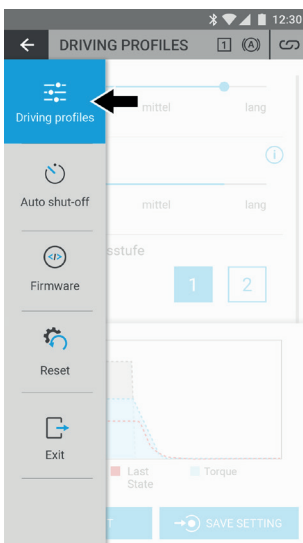 12:30
DRIVING PROFILES 1 (A)
Driving profiles
mittel lang
Auto shut-off
mittel lang
sstufe
Firmware
1 2
Reset
Exit
Last Torque
State
T SAVE SETTING